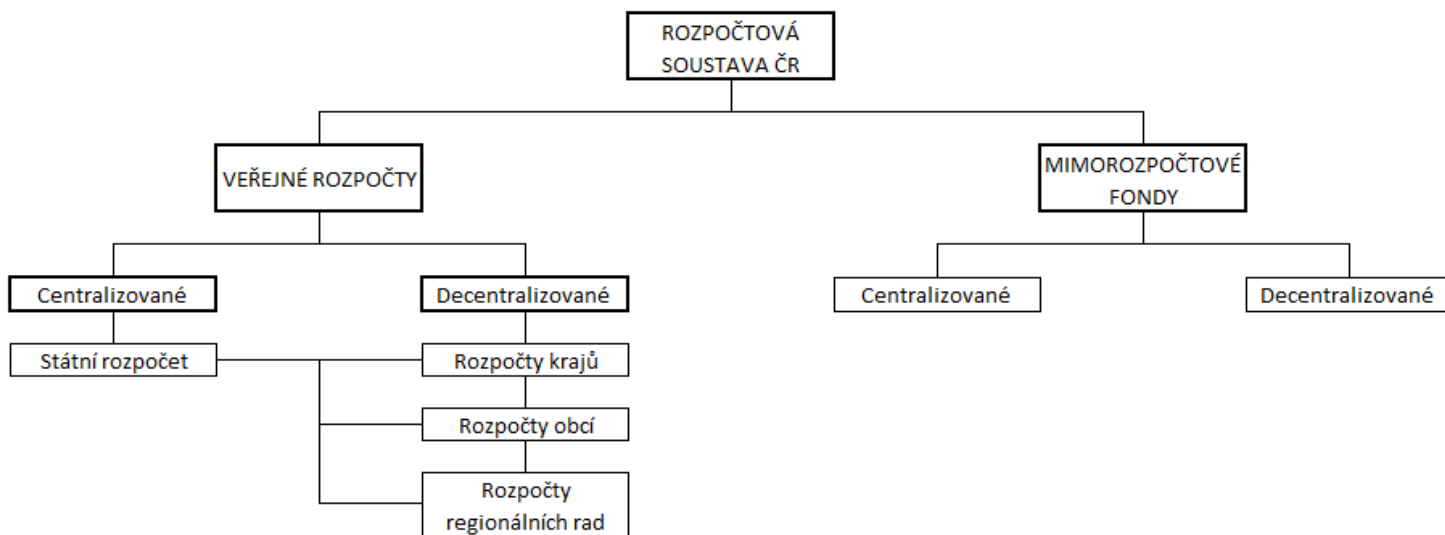 ROZPOČTOVÁ
SOUSTAVA ČR
VEŘEJNÉ ROZPOČTY
MIMOROZPOČTOVÉ
FONDY
Centralizované
Decentralizované
Centralizované
Decentralizované
Státní rozpočet
Rozpočty krajů
Rozpočty obcí
Rozpočty
regionálních rad